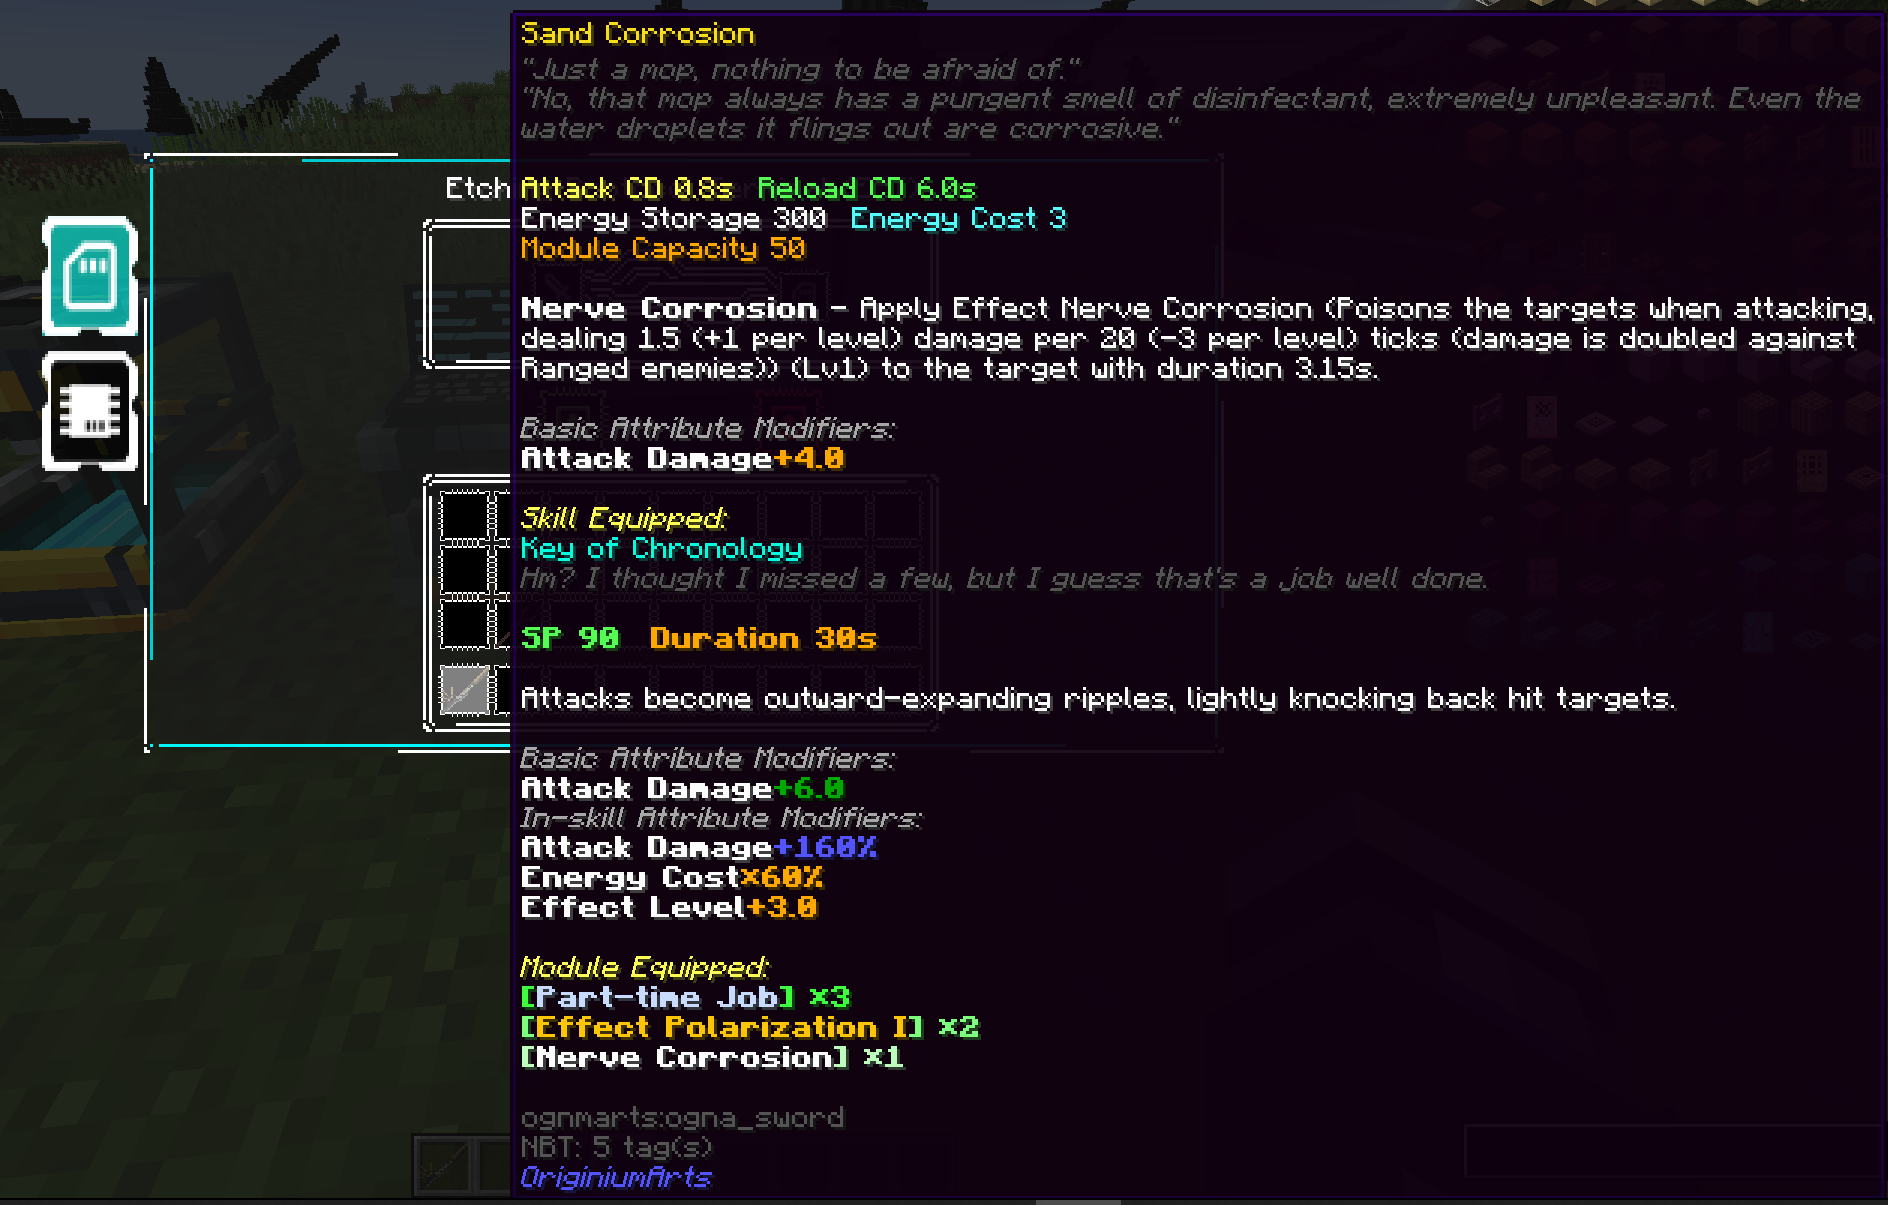 Sand Corrosion
"Just a mop, nothing to be afraid of."
"No, that mop always has a pungent smell of disinfectant, extremely unpleasant. Even the
water droplets it flings out are corrosive."
Etch
Attack CD 0.8s Reload CD 6.0s
Energy Storage 300 Energy Cost 3
Module Capacity 50
Nerve Corrosion - Apply Effect Nerve Corrosion (Poisons the targets when attacking,
dealing 1.5 (+1 per level) damage per 20 (-3 per level) ticks (damage is doubled against
Ranged enemies)) (Lv1) to the target with duration 3.15s.
Basic Attribute Modifiers:
Attack Damage+4.0
Skill Equipped:
Key of Chronology
Hm? I thought I missed a few, but I guess that's a job well done.
SP 90 Duration 30s
Attacks become outward-expanding ripples, lightly knocking back hit targets.
Basic Attribute Modifiers:
Attack Damage+6.0
In-skill Attribute Modifiers:
Attack Damage+160%
Energy Cost×60%
Effect Level+3.0
Module Equipped:
[Part-time Job] ×3
[Effect Polarization I] ×2
[Nerve Corrosion] ×1
ognmarts:ogna_sword
NBT: 5 tag(s)
OriginiumArts